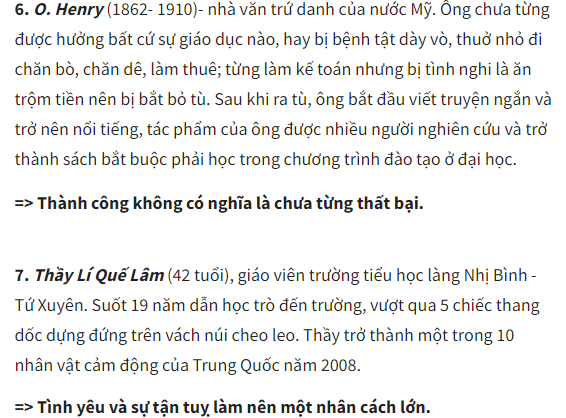 6. O. Henry (1862- 1910)- nhà văn trứ danh của nước Mỹ. Ông chưa từng
được hưởng bất cứ sự giáo dục nào, hay bị bệnh tật dày vò, thuở nhỏ đi
chăn bò, chăn dê, làm thuê; từng làm kế toán nhưng bị tình nghi là ăn
trộm tiền nên bị bắt bỏ tù. Sau khi ra tù, ông bắt đầu viết truyện ngắn và
trở nên nổi tiếng, tác phẩm của ông được nhiều người nghiên cứu và trở
thành sách bắt buộc phải học trong chương trình đào tạo ở đại học.
=> Thành công không có nghĩa là chưa từng thất bại.
7. Thầy Lí Quế Lâm (42 tuổi), giáo viên trường tiểu học làng Nhị Bình -
Tứ Xuyên. Suốt 19 năm dẫn học trò đến trường, vượt qua 5 chiếc thang
dốc dựng đứng trên vách núi cheo leo. Thầy trở thành một trong 10
nhân vật cảm động của Trung Quốc năm 2008.
=> Tình yêu và sự tận tuỵ làm nên một nhân cách lớn.